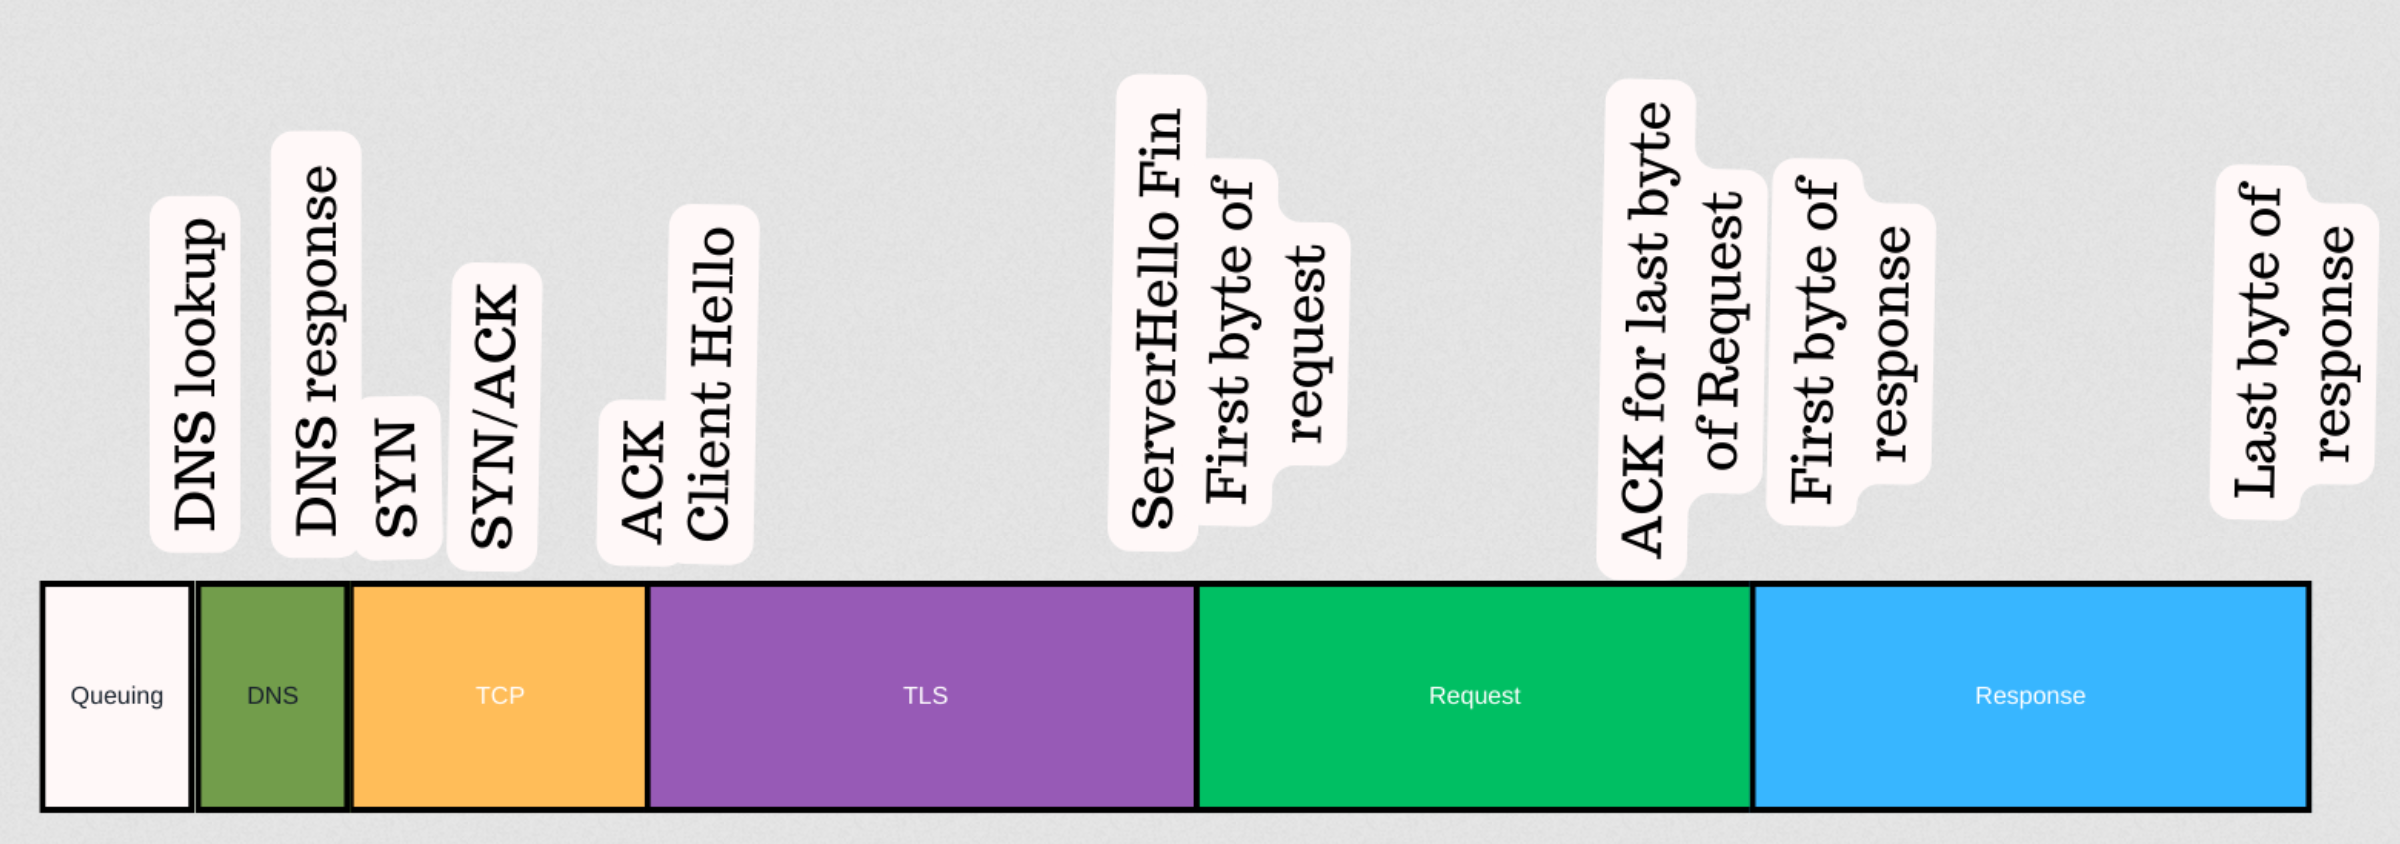 DNS lookup
DNS response
SYN
SYN/ACK
ACK
Client Hello
ServerHello Fin
First byte of
request
ACK for last byte
of Request
First byte of
response
Last byte of
response
Queuing
DNS
TCP
TLS
Request
Response